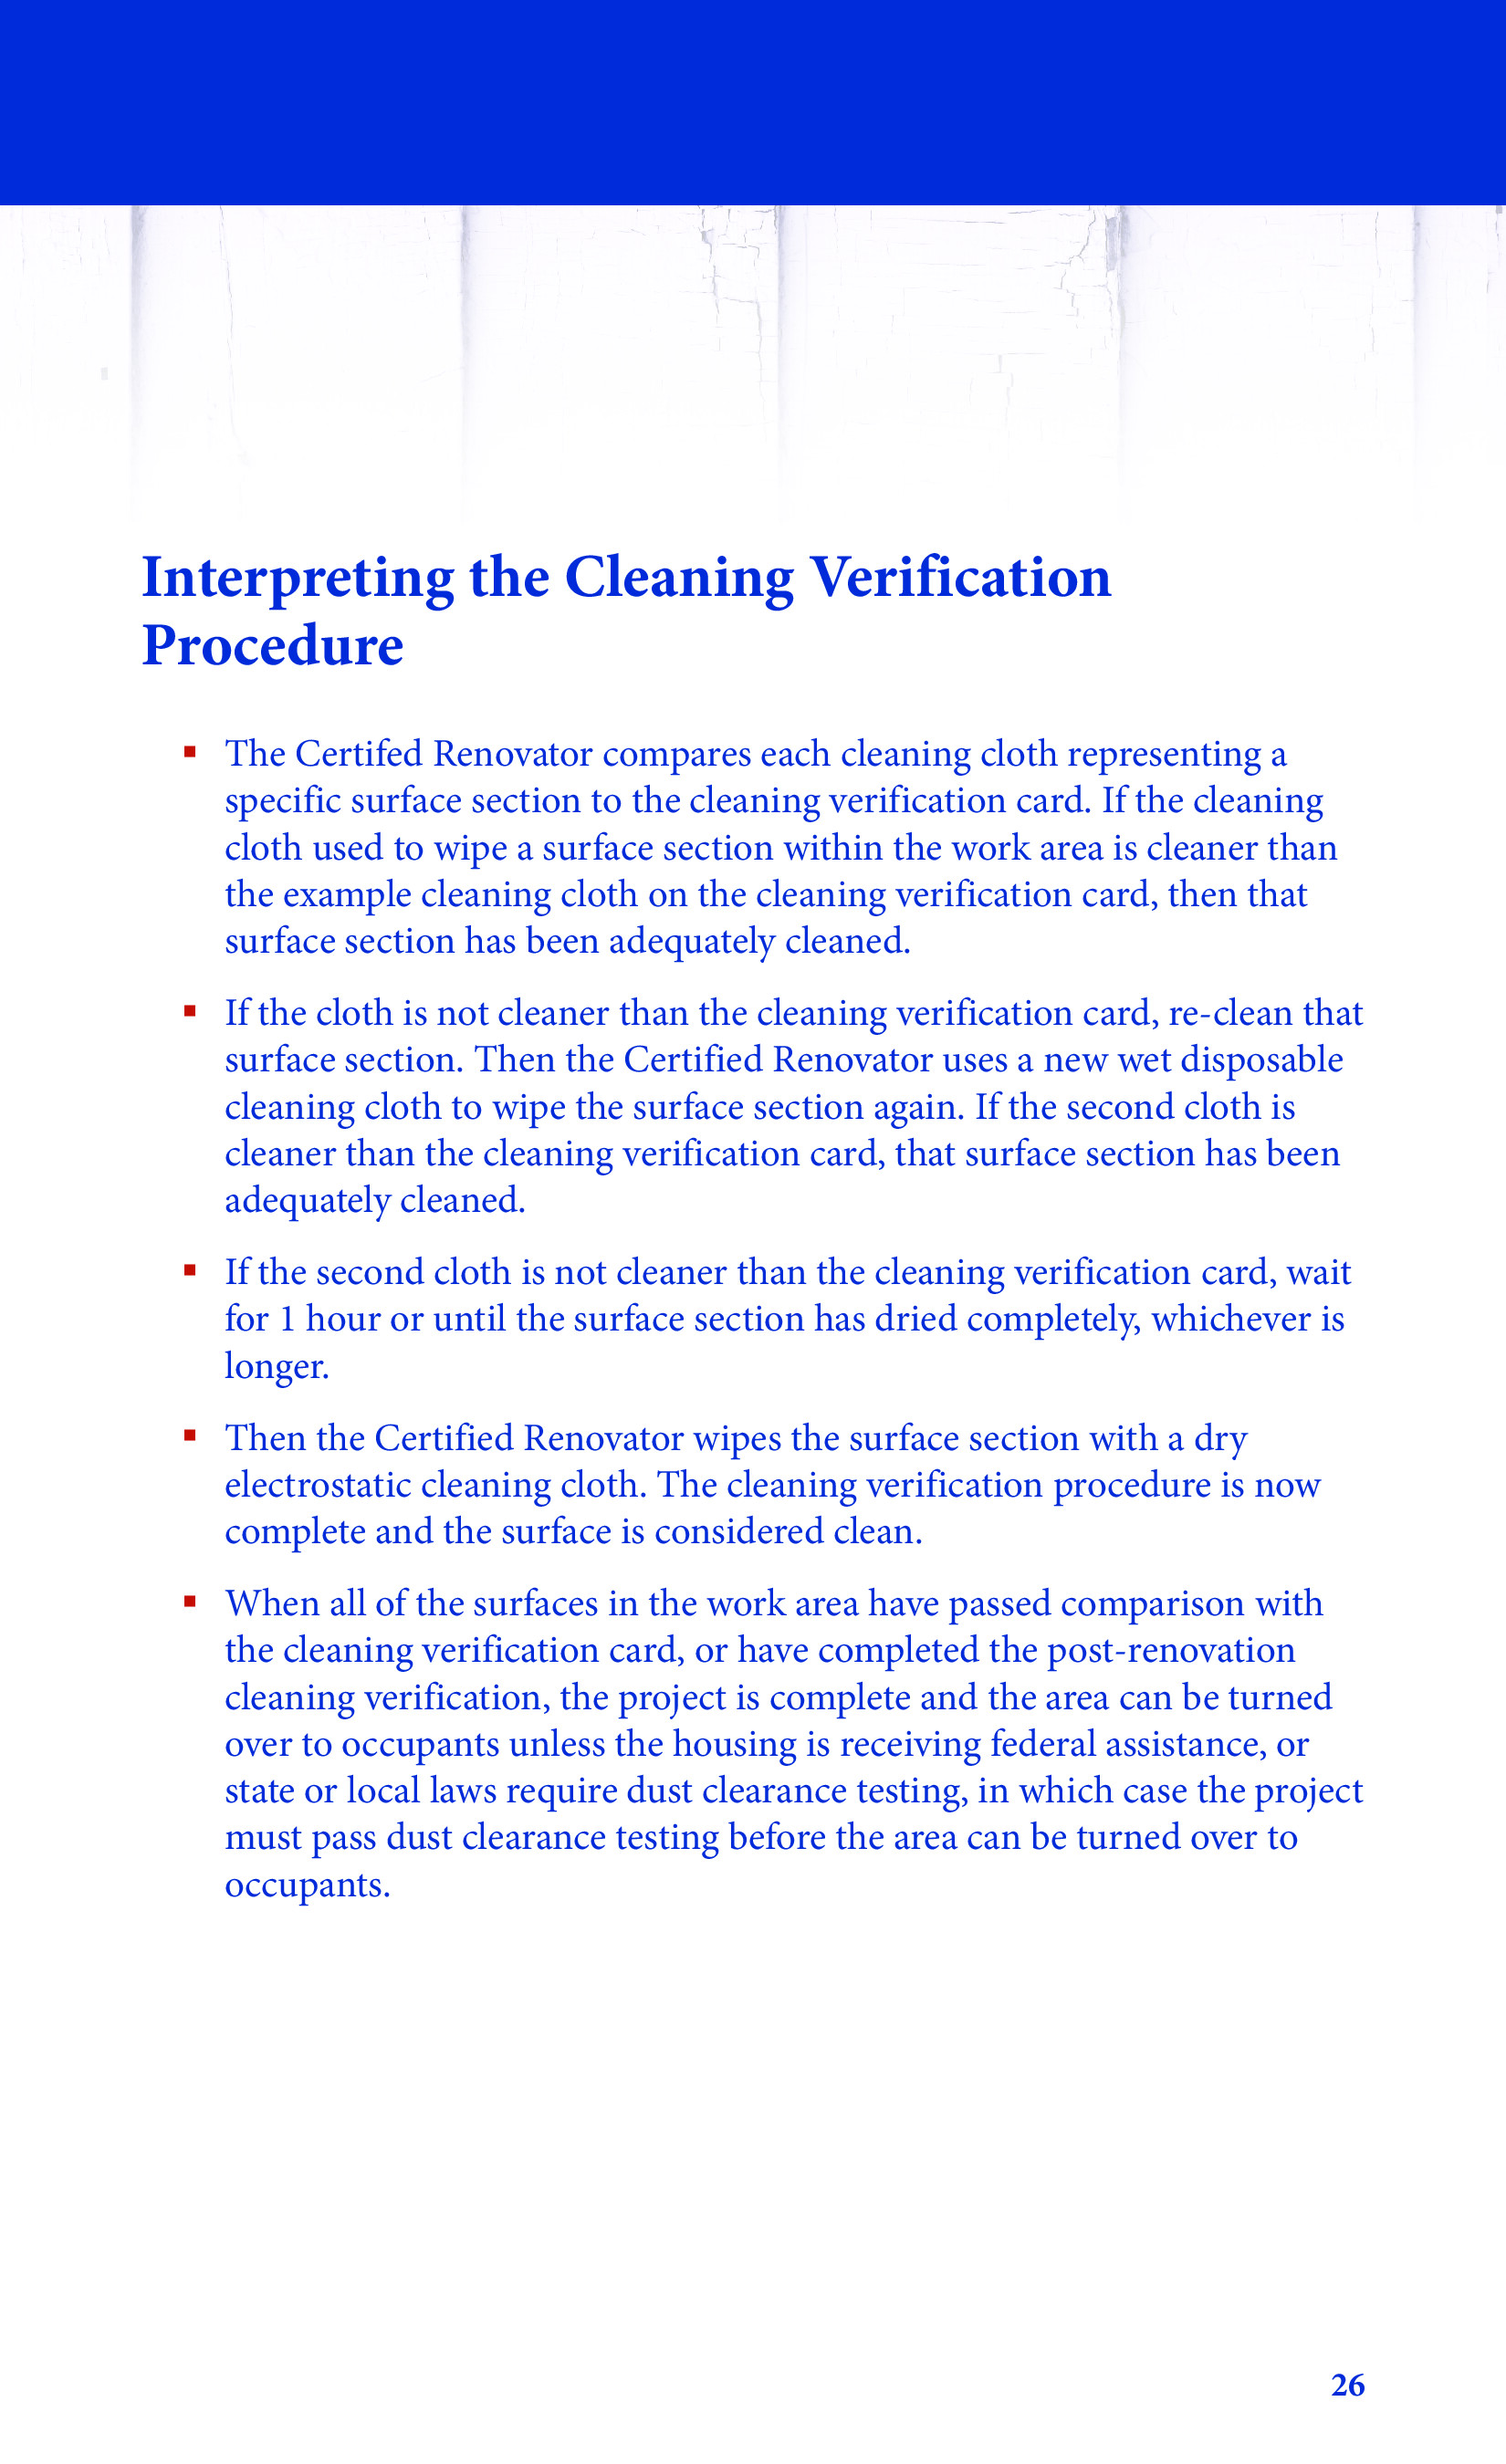 Interpreting the Cleaning Verification
Procedure
▪ The Certifed Renovator compares each cleaning cloth representing a
specific surface section to the cleaning verification card. If the cleaning
cloth used to wipe a surface section within the work area is cleaner than
the example cleaning cloth on the cleaning verification card, then that
surface section has been adequately cleaned.
▪ If the cloth is not cleaner than the cleaning verification card, re-clean that
surface section. Then the Certified Renovator uses a new wet disposable
cleaning cloth to wipe the surface section again. If the second cloth is
cleaner than the cleaning verification card, that surface section has been
adequately cleaned.
▪ If the second cloth is not cleaner than the cleaning verification card, wait
for 1 hour or until the surface section has dried completely, whichever is
longer.
▪ Then the Certified Renovator wipes the surface section with a dry
electrostatic cleaning cloth. The cleaning verification procedure is now
complete and the surface is considered clean.
▪ When all of the surfaces in the work area have passed comparison with
the cleaning verification card, or have completed the post-renovation
cleaning verification, the project is complete and the area can be turned
over to occupants unless the housing is receiving federal assistance, or
state or local laws require dust clearance testing, in which case the project
must pass dust clearance testing before the area can be turned over to
occupants.
26